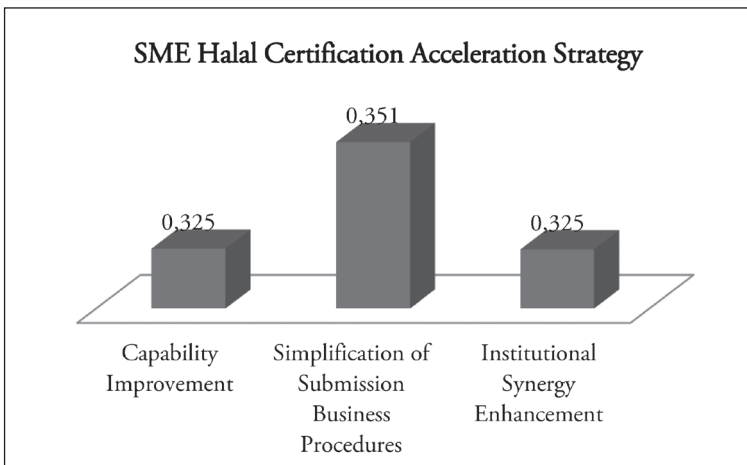 SME Halal Certification Acceleration Strategy
0,351
0,325
0,325
Capability
Improvement
Simplification of
Submission
Business
Procedures
Institutional
Synergy
Enhancement